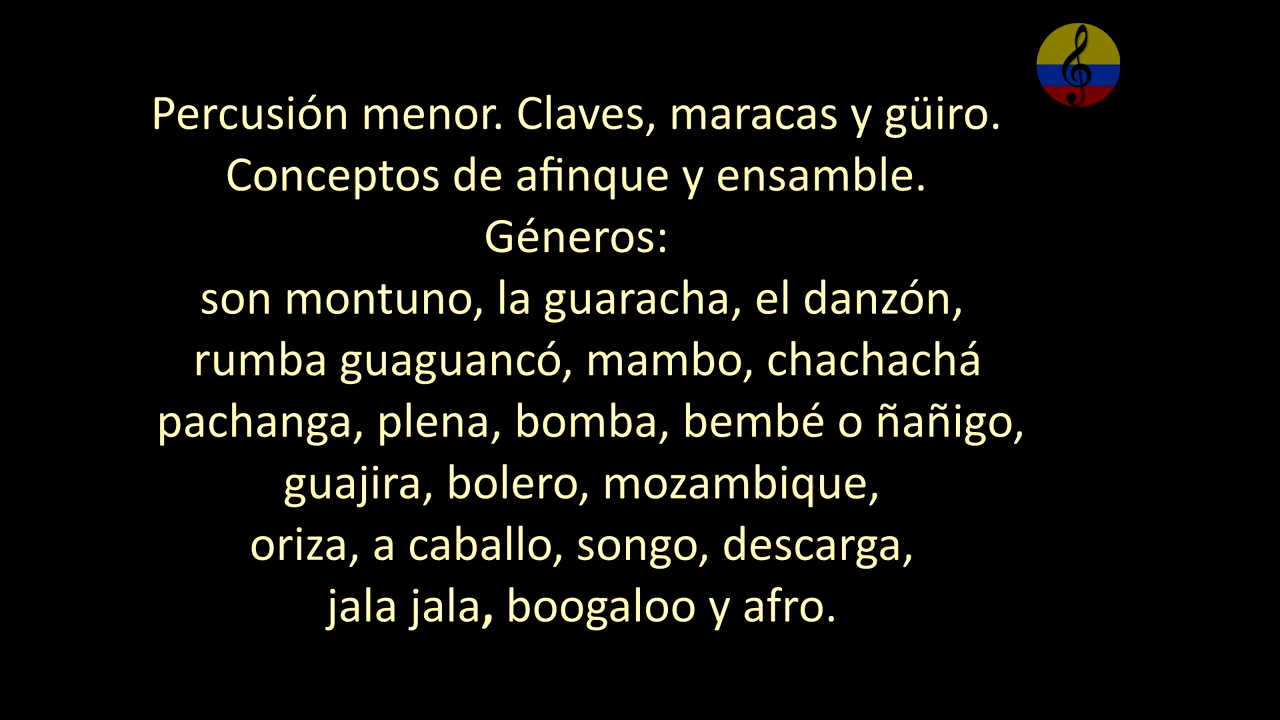 Percusión menor. Claves, maracas y güiro.
Conceptos de afinque y ensamble.
Géneros:
son montuno, la guaracha, el danzón,
rumba guaguancó, mambo, chachachá
pachanga, plena, bomba, bembé o ñañigo,
guajira, bolero, mozambique,
oriza, a caballo, songo, descarga,
jala jala, boogaloo y afro.